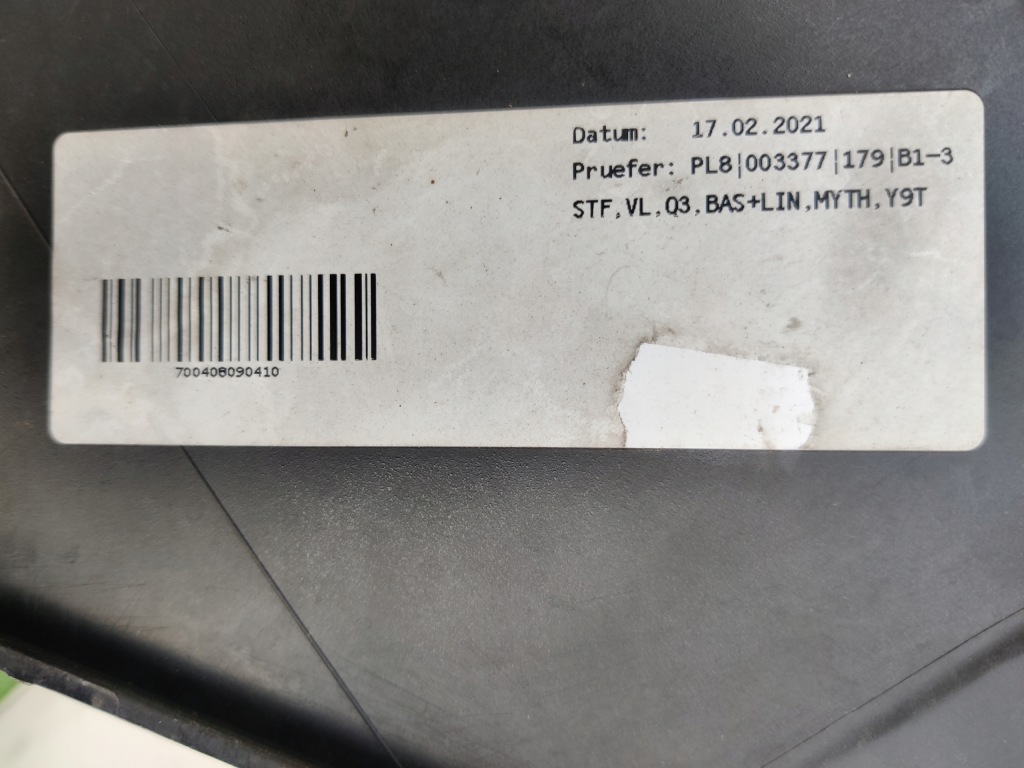 Datum: 17.02.2021
Pruefer: PL8|003377|179|B1-3
STF,VL,Q3,BAS+LIN,MYTH,Y9T
700408090410